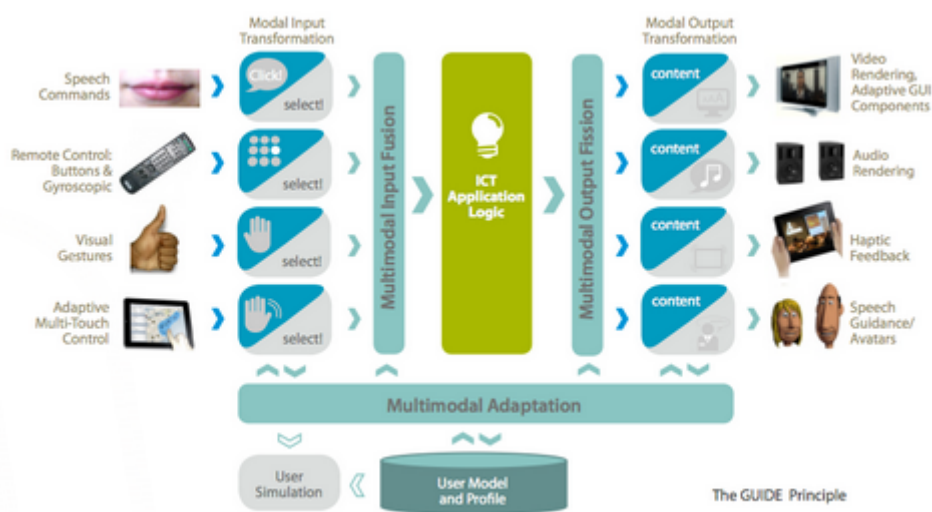 Modal Input
Transformation
Modal Output
Transformation
Speech
Commands
Click!
select!
Remote Control:
Buttons &
Gyroscopic
select!
Visual
Gestures
select!
Adaptive
Multi-Touch
Control
select!
Multimodal Input Fusion
ICT
Application
Logic
Multimodal Output Fission
content
Video
Rendering,
Adaptive GUI
Components
content
Audio
Rendering
content
Haptic
Feedback
content
Speech
Guidance/
Avatars
Multimodal Adaptation
User
Simulation
User Model
and Profile
The GUIDE Principle